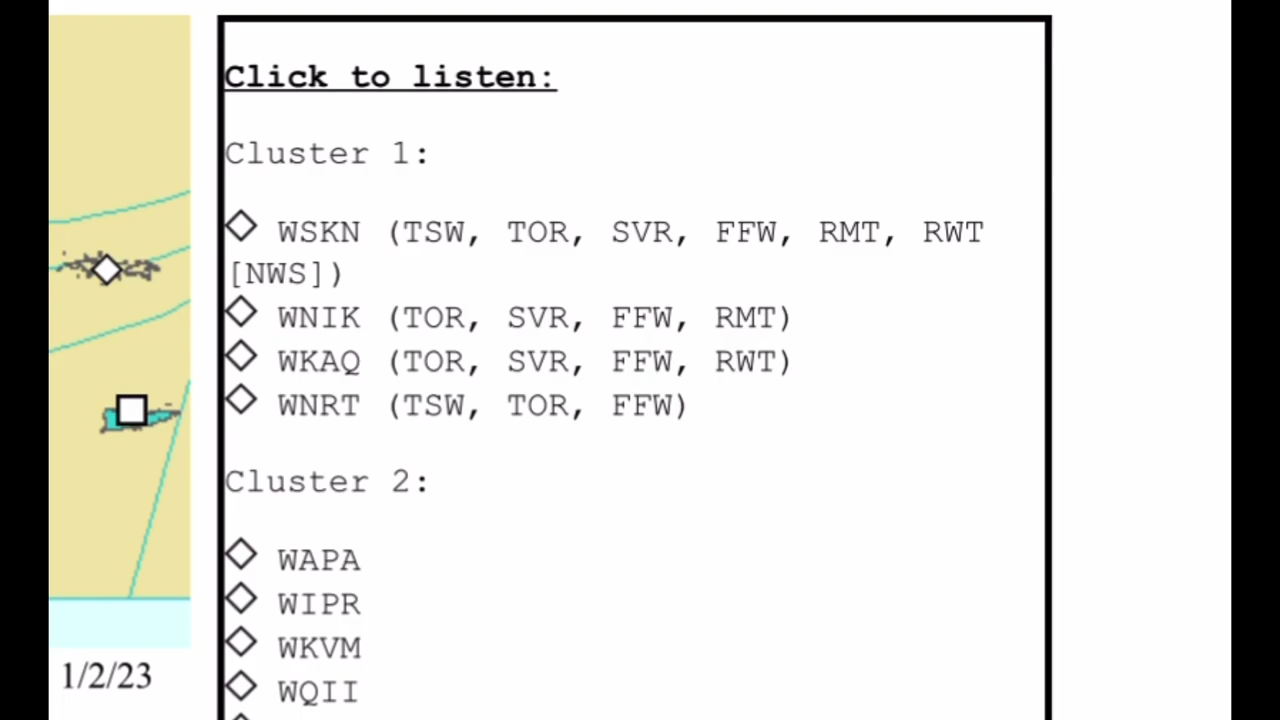 Click to listen:
Cluster 1:
WSKN (TSW, TOR, SVR, FFW, RMT, RWT
[NWS])
WNIK (TOR, SVR, FFW, RMT)
WKAQ (TOR, SVR, FFW, RWT)
WNRT (TSW, TOR, FFW)
Cluster 2:
WAPA
WIPR
WKVM
WQII
1/2/23